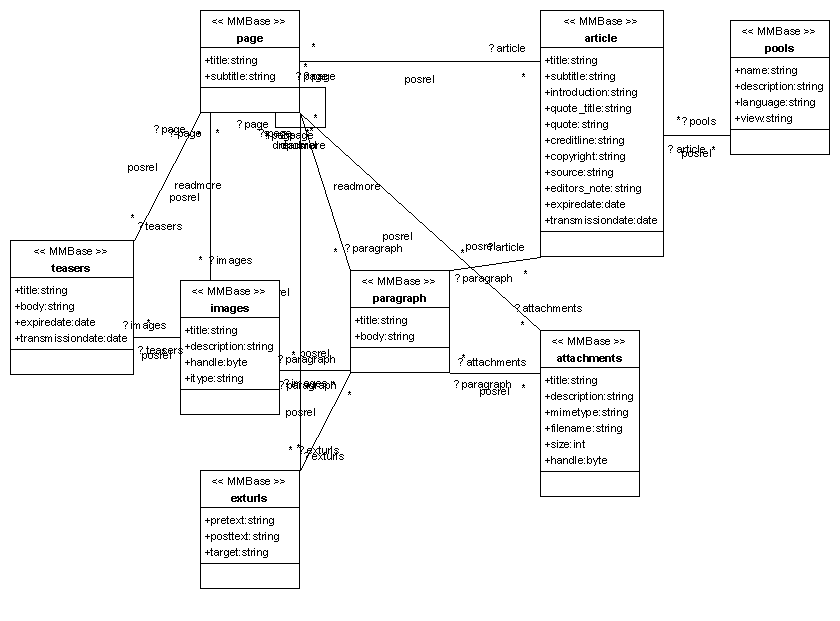 << MMBase >>
page
+title:string
+subtitle:string
<< MMBase >>
article
+title:string
+subtitle:string
+introduction:string
+quote_title:string
+quote:string
+creditline:string
+copyright:string
+source:string
+editors_note:string
+expiredate:date
+transmissiondate:date
<< MMBase >>
pools
+name:string
+description:string
+language:string
+view:string
*
?article
posrel
*
*
?page
*?pools
?article *
posrel
?page
?page
*
?page
*
posrel
readmore
posrel
readmore
*
?teasers
*
?images
*
?paragraph
posrel
posrel
?article
*
?paragraph
*
?attachments
*
<< MMBase >>
teasers
+title:string
+body:string
+expiredate:date
+transmissiondate:date
?images
*
?teasers
posrel
<< MMBase >>
images
+title:string
+description:string
+handle:byte
+itype:string
<< MMBase >>
paragraph
+title:string
+body:string
<< MMBase >>
attachments
+title:string
+description:string
+mimetype:string
+filename:string
+size:int
+handle:byte
*
posrel
?paragraph
?images *
?paragraph
*
posrel
*
?attachments
?paragraph
*
posrel
* *
?exturls
?exturls
<< MMBase >>
exturls
+pretext:string
+posttext:string
+target:string